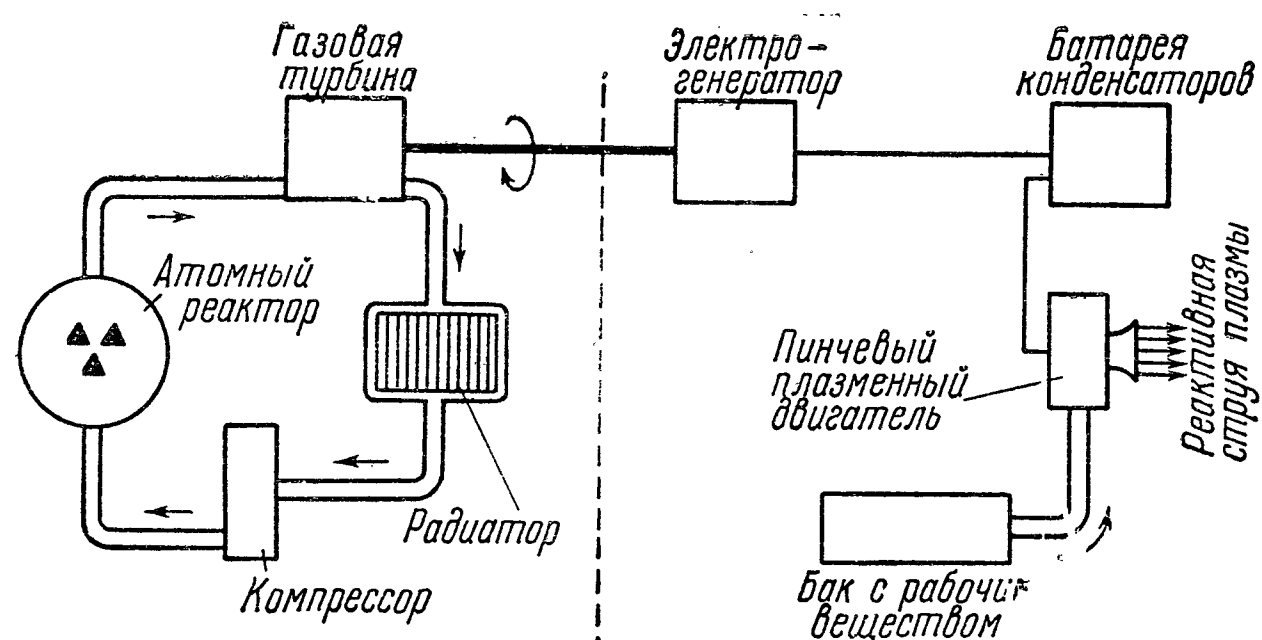 Газовая
турбина
Электро-
генератор
Батарея
конденсаторов
Атомный
реактор
Пинчевый
плазменный
двигатель
Реактивная
струя плазмы
Радиатор
Компрессор
Бак с рабочим
веществом